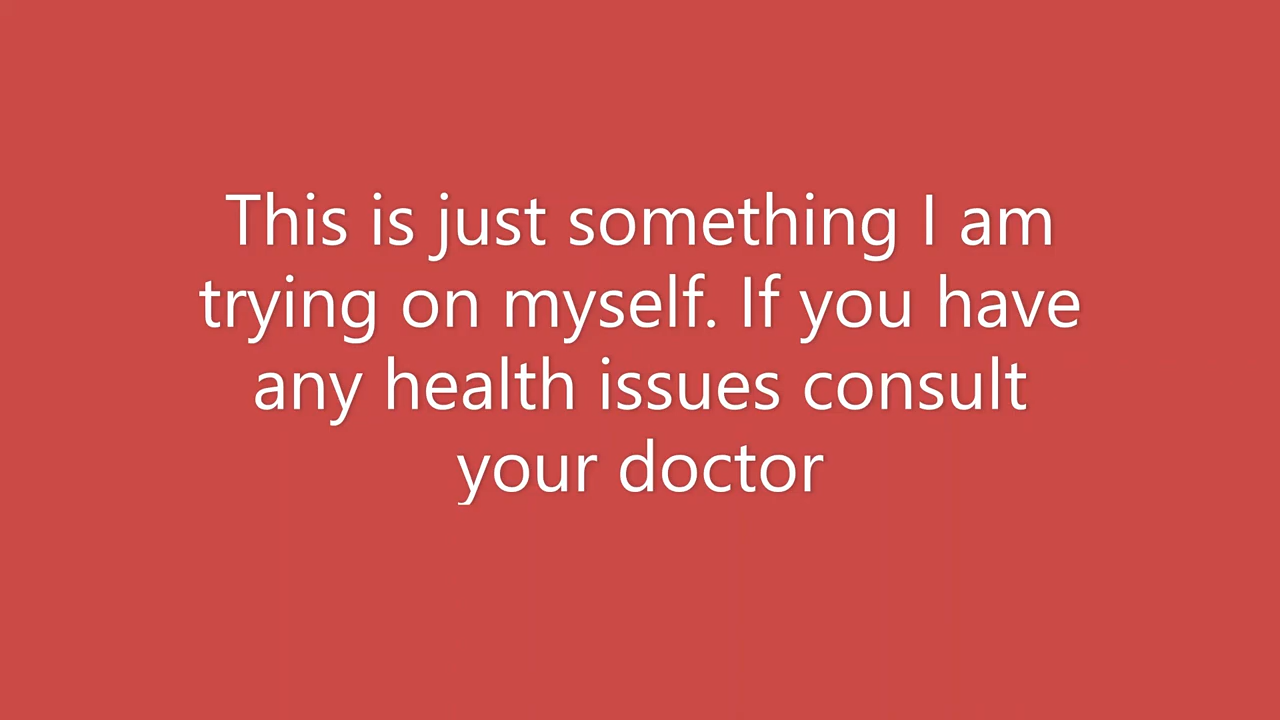 This is just something I am
trying on myself. If you have
any health issues consult
your doctor